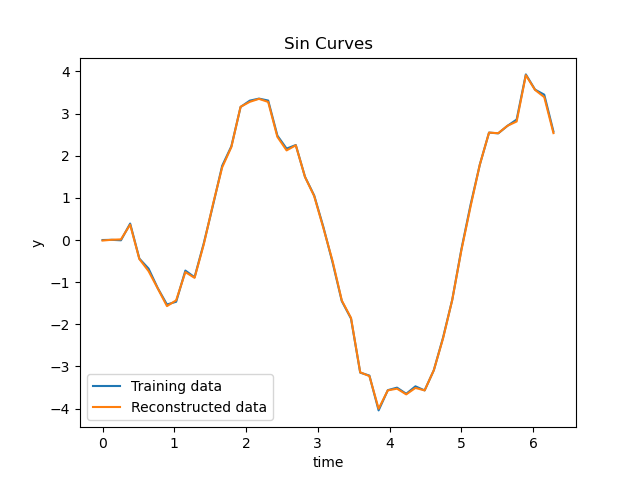 Sin Curves
y
4
3
2
1
0
−1
−2
−3
−4
Training data
Reconstructed data
0 1 2 3 4 5 6
time